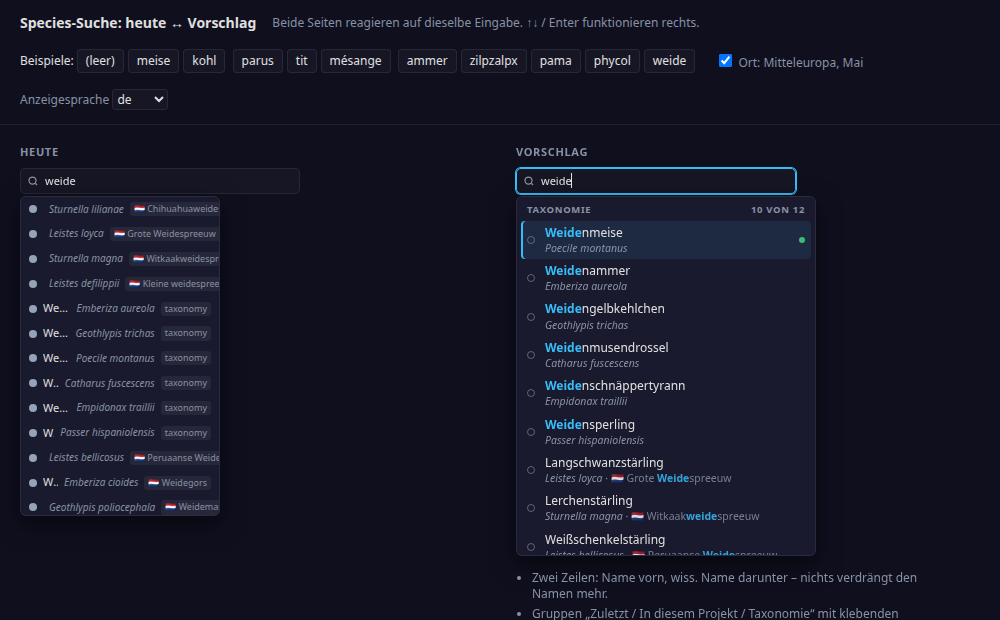 Species-Suche: heute ↔ Vorschlag Beide Seiten reagieren auf dieselbe Eingabe. ↑↓ / Enter funktionieren rechts.
Beispiele: (leer) meise kohl parus tit mésange ammer zilpzalpx pama phycol weide Ort: Mitteleuropa, Mai
Anzeigesprache de
HEUTE
weide
Sturnella lilianae Chihuahuaweide
Leistes loyca Grote Weidespreeuw
Sturnella magna Witkaakweidespr
Leistes defilippii Kleine weidespree
We... Emberiza aureola taxonomy
We... Geothlypis trichas taxonomy
We... Poecile montanus taxonomy
W.. Catharus fuscescens taxonomy
We... Empidonax traillii taxonomy
W Passer hispaniolensis taxonomy
Leistes bellicosus Peruaanse Weide
W.. Emberiza cioides Weidegors
Geothlypis poliocephala Weidema
VORSCHLAG
weide
TAXONOMIE 10 VON 12
Weidenmeise
Poecile montanus
Weidenammer
Emberiza aureola
Weidengelbkehlchen
Geothlypis trichas
Weidenmusendrossel
Catharus fuscescens
Weidenschnäppertyrann
Empidonax traillii
Weidensperling
Passer hispaniolensis
Langschwanzstärling
Leistes loyca · Grote Weidespreeuw
Lerchenstärling
Sturnella magna · Witkaakweidespreeuw
Weißschenkelstärling
Leistes bellicosus · Peruaanse Weidespreeuw
• Zwei Zeilen: Name vorn, wiss. Name darunter – nichts verdrängt den
Namen mehr.
• Gruppen „Zuletzt / In diesem Projekt / Taxonomie“ mit klebenden